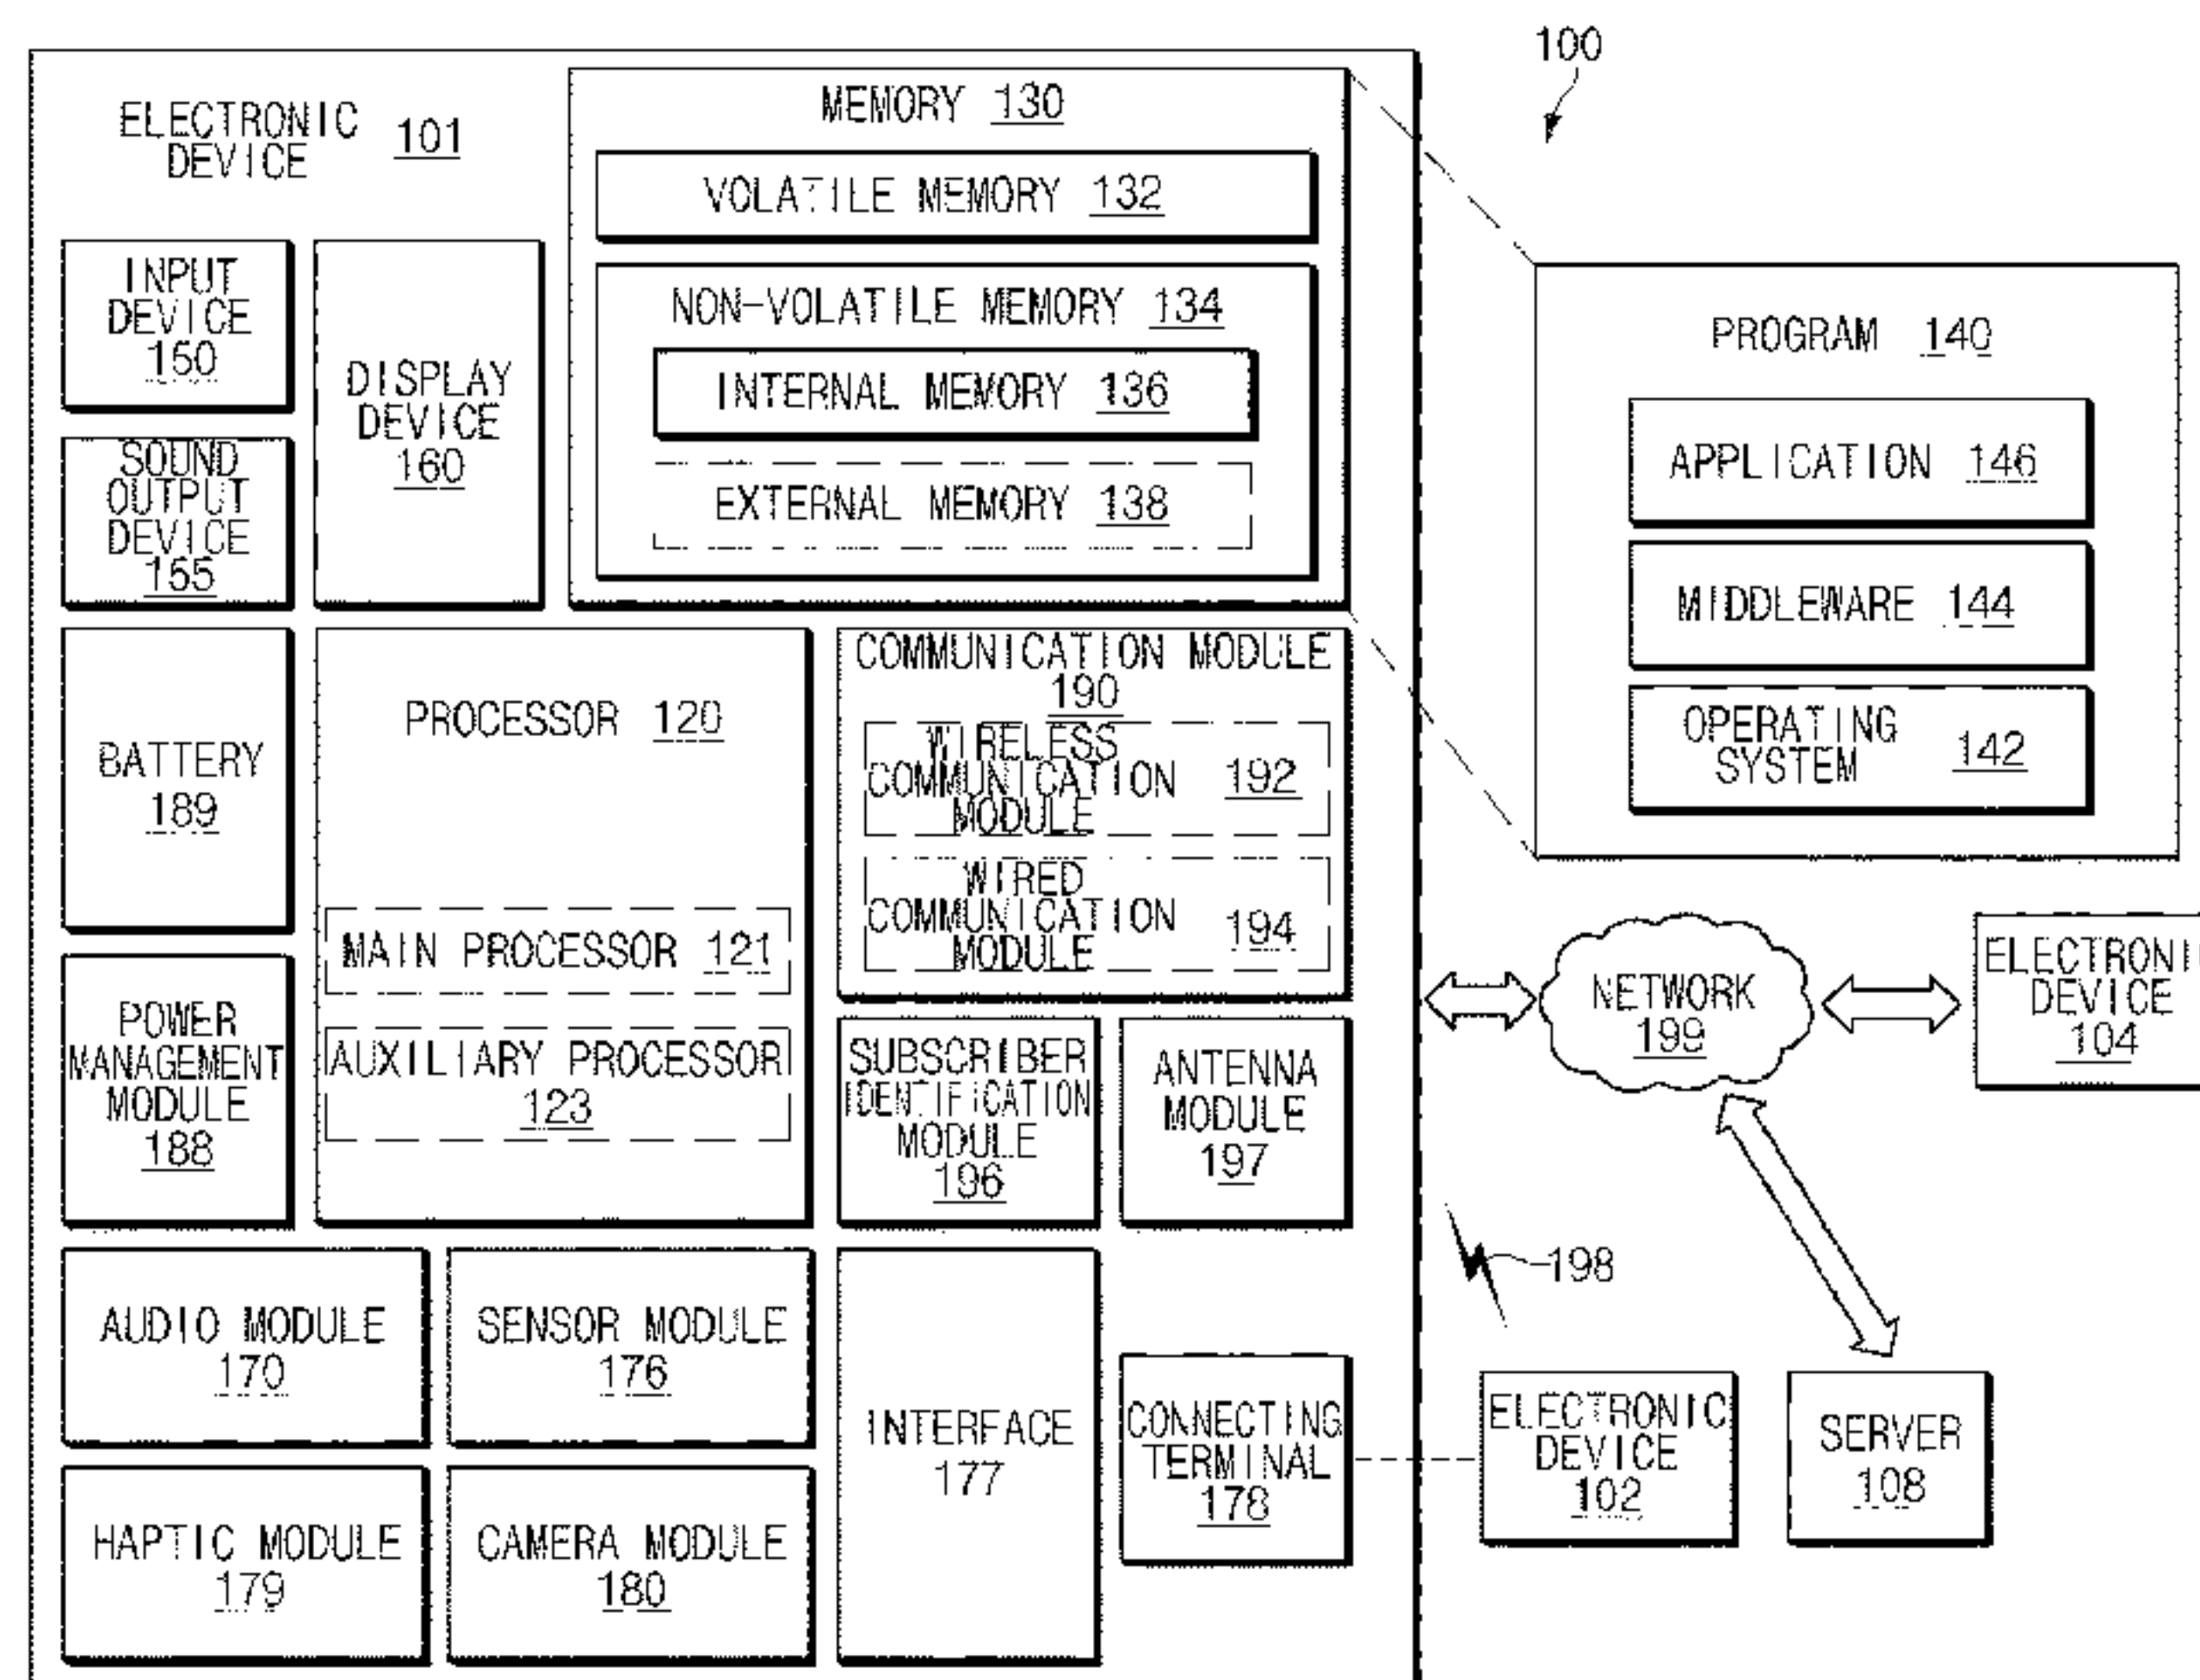 100
ELECTRONIC
DEVICE
101
MEMORY 130
VOLATILE MEMORY 132
NON-VOLATILE MEMORY 134
INTERNAL MEMORY 136
EXTERNAL MEMORY 138
INPUT
DEVICE
150
SOUND
OUTPUT
DEVICE
155
DISPLAY
DEVICE
160
PROGRAM 140
APPLICATION 146
MIDDLEWARE 144
OPERATING
SYSTEM
142
BATTERY
189
POWER
MANAGEMENT
MODULE
188
PROCESSOR 120
MAIN PROCESSOR 121
AUXILIARY PROCESSOR
123
COMMUNICATION MODULE
190
WIRELESS
COMMUNICATION
MODULE
192
WIRED
COMMUNICATION
MODULE
194
SUBSCRIBER
IDENTIFICATION
MODULE
196
ANTENNA
MODULE
197
NETWORK
199
ELECTRONI
DEVICE
104
198
AUDIO MODULE
170
SENSOR MODULE
176
HAPTIC MODULE
179
CAMERA MODULE
180
INTERFACE
177
CONNECTING
TERMINAL
178
ELECTRONIC
DEVICE
102
SERVER
108